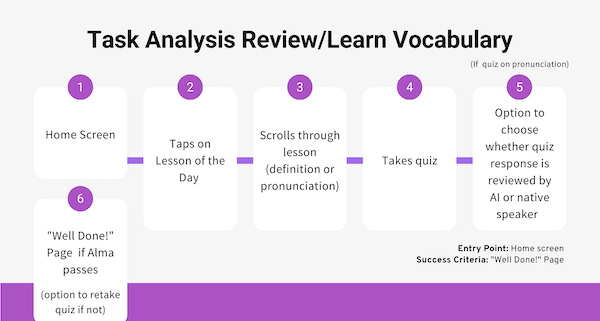 Task Analysis Review/Learn Vocabulary
(If quiz on pronunciation)
1
Home Screen
2
Taps on
Lesson of the
Day
3
Scrolls through
lesson
(definition or
pronunciation)
4
Takes quiz
5
Option to
choose
whether quiz
response is
reviewed by
AI or native
speaker
6
"Well Done!"
Page if Alma
passes
(option to retake
quiz if not)
Entry Point: Home screen
Success Criteria: "Well Done!" Page